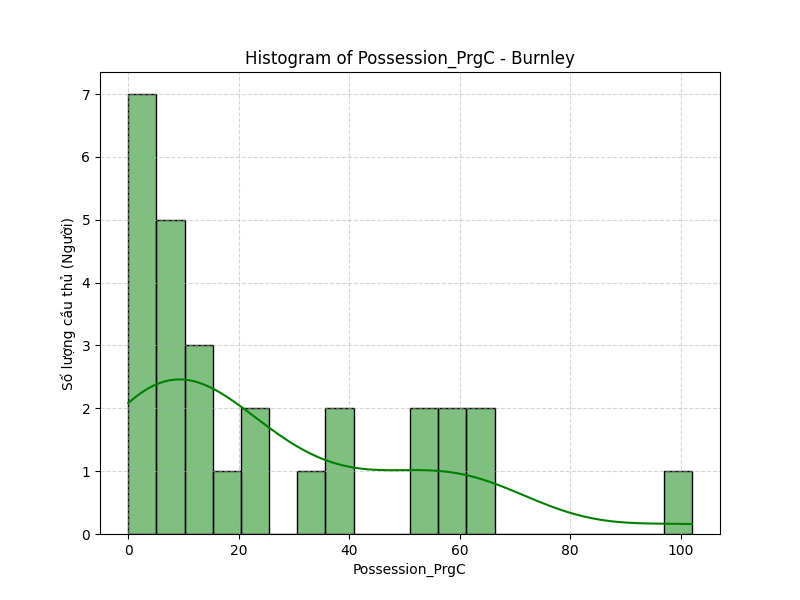 Histogram of Possession_PrgC - Burnley
Số lượng cầu thủ (Người)
7
6
5
4
3
2
1
0
0 20 40 60 80 100
Possession_PrgC